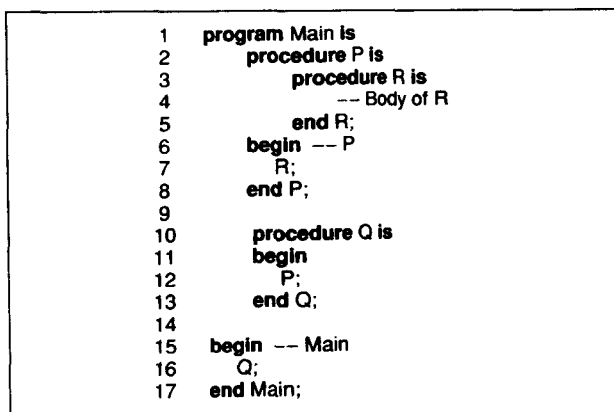 1 program Main is
2 procedure P is
3 procedure R is
4 –– Body of R
5 end R;
6 begin –– P
7 R;
8 end P;
9
10 procedure Q is
11 begin
12 P;
13 end Q;
14
15 begin –– Main
16 Q;
17 end Main;